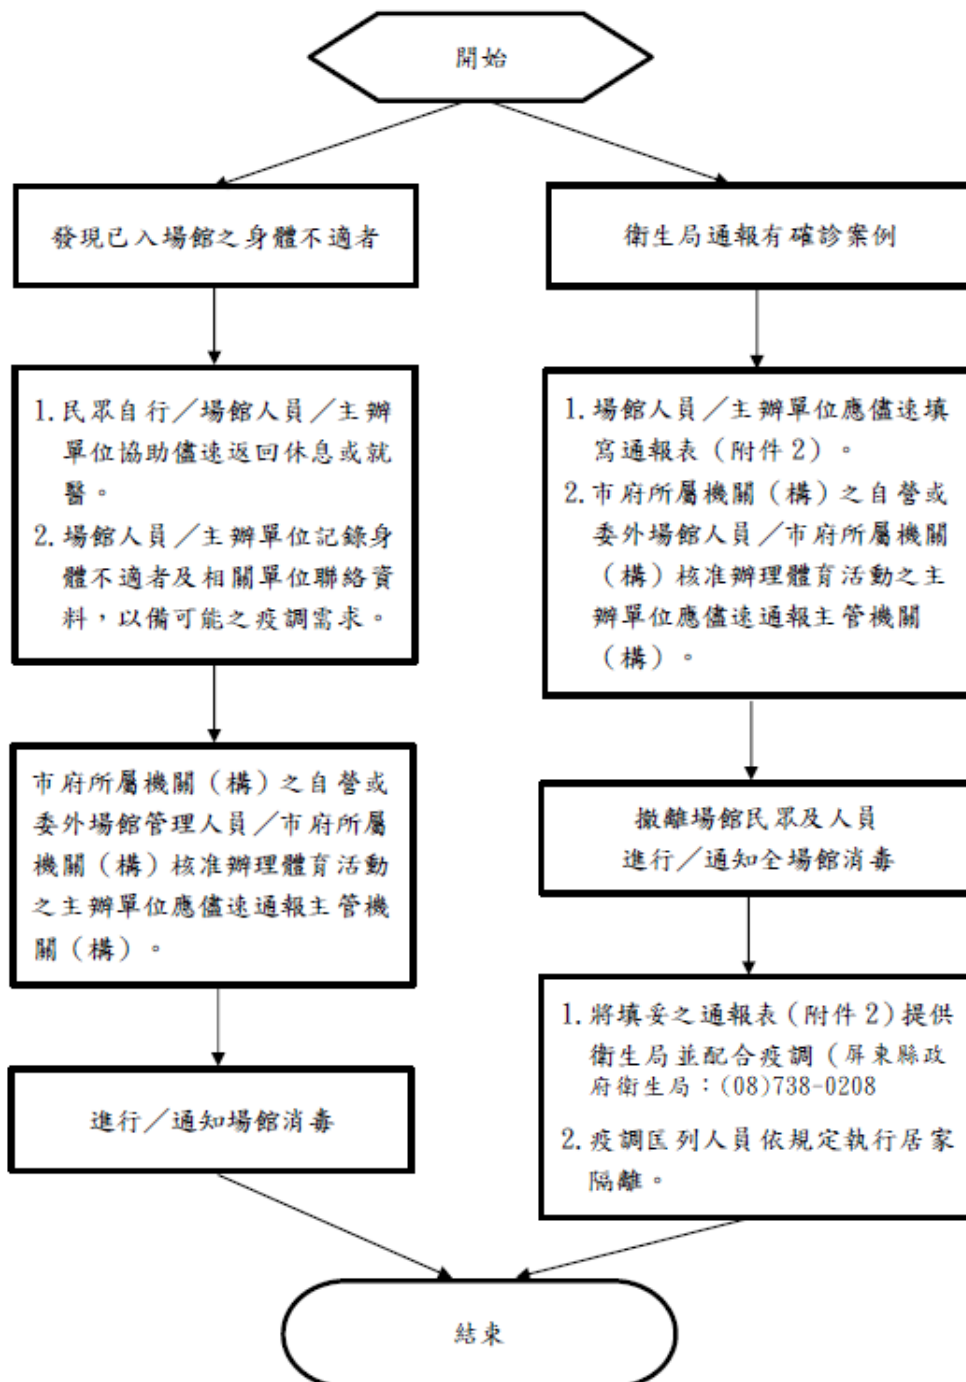 開始
發現已入場館之身體不適者
1. 民眾自行／場館人員／主辦
單位協助儘速返回休息或就
醫。
2. 場館人員／主辦單位記錄身
體不適者及相關單位聯絡資
料，以備可能之疫調需求。
市府所屬機關（構）之自營或
委外場館管理人員／市府所屬
機關（構）核准辦理體育活動
之主辦單位應儘速通報主管機
關（構）。
進行／通知場館消毒
衛生局通報有確診案例
1. 場館人員／主辦單位應儘速填
寫通報表（附件 2）。
2. 市府所屬機關（構）之自營或
委外場館人員／市府所屬機關
（構）核准辦理體育活動之主
辦單位應儘速通報主管機關
（構）。
撤離場館民眾及人員
進行／通知全場館消毒
1. 將填妥之通報表（附件 2）提供
衛生局並配合疫調（屏東縣政
府衛生局：(08)738-0208
2. 疫調匡列人員依規定執行居家
隔離。
結束